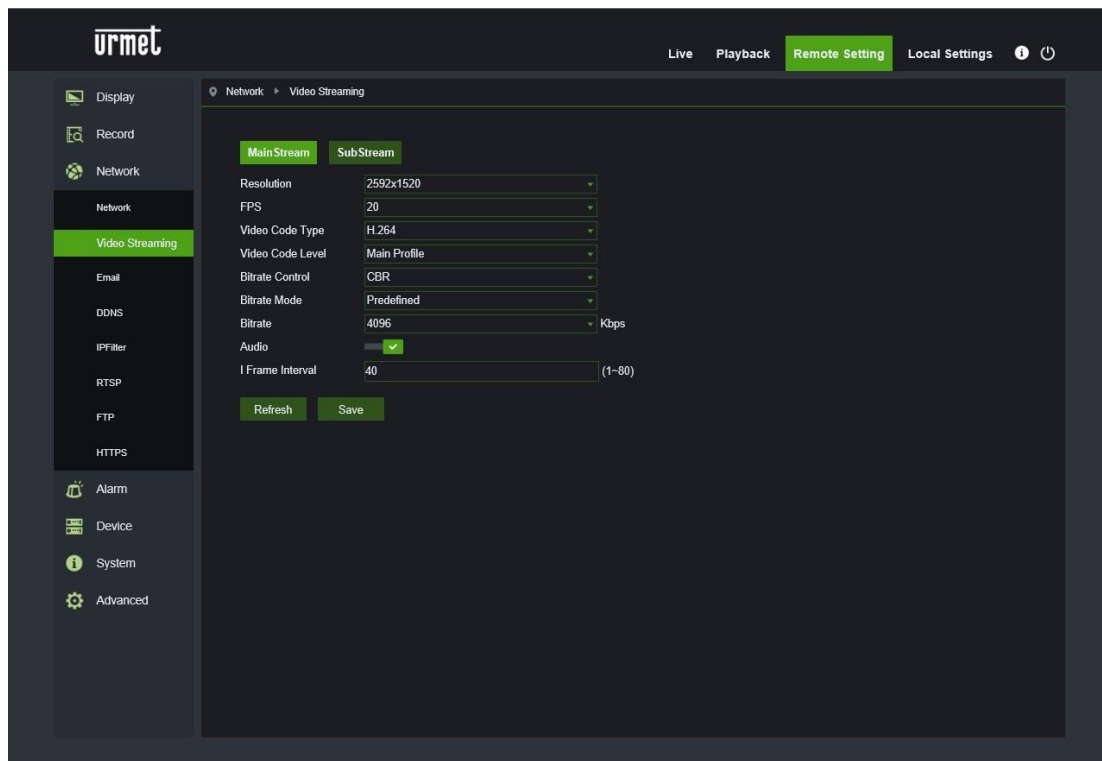 urmet
Live Playback Remote Setting Local Settings
Display
Record
Network
Network
Video Streaming
Email
DDNS
IPFilter
RTSP
FTP
HTTPS
Alarm
Device
System
Advanced
Network Video Streaming
MainStream SubStream
Resolution 2592x1520
FPS 20
Video Code Type H.264
Video Code Level Main Profile
Bitrate Control CBR
Bitrate Mode Predefined
Bitrate 4096 Kbps
Audio
I Frame Interval 40 (1~80)
Refresh Save